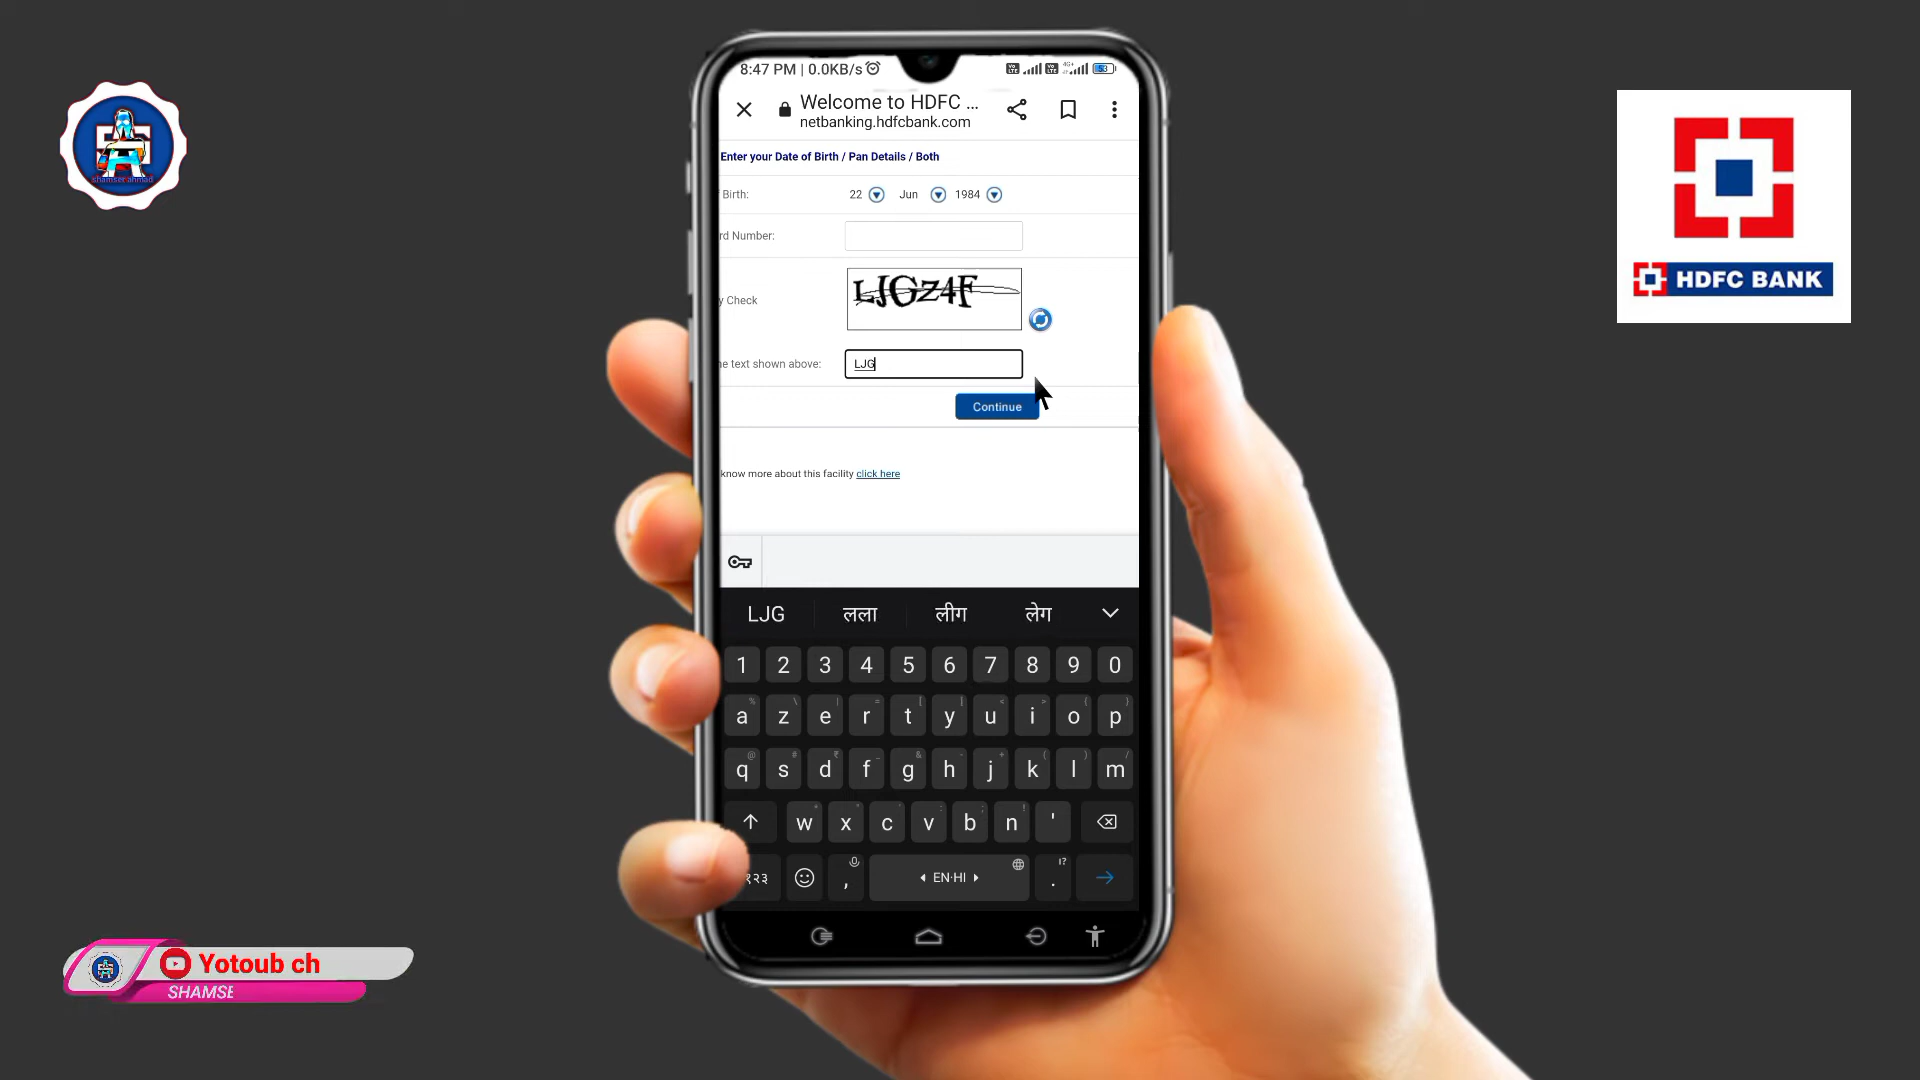 shamser ahmad
8:47 PM | 0.0KB/s
Welcome to HDFC ...
netbanking.hdfcbank.com
Enter your Date of Birth / Pan Details / Both
Birth: 22 Jun 1984
rd Number:
LJGZ4F
y Check
e text shown above: LJG
Continue
know more about this facility click here
HDFC BANK
LJG लला लीग लेग
1 2 3 4 5 6 7 8 9 0
a z e r t y u i o p
q s d f g h j k l m
w x c v b n '
१२३ , EN·HI .
Yotoub ch
SHAMSE